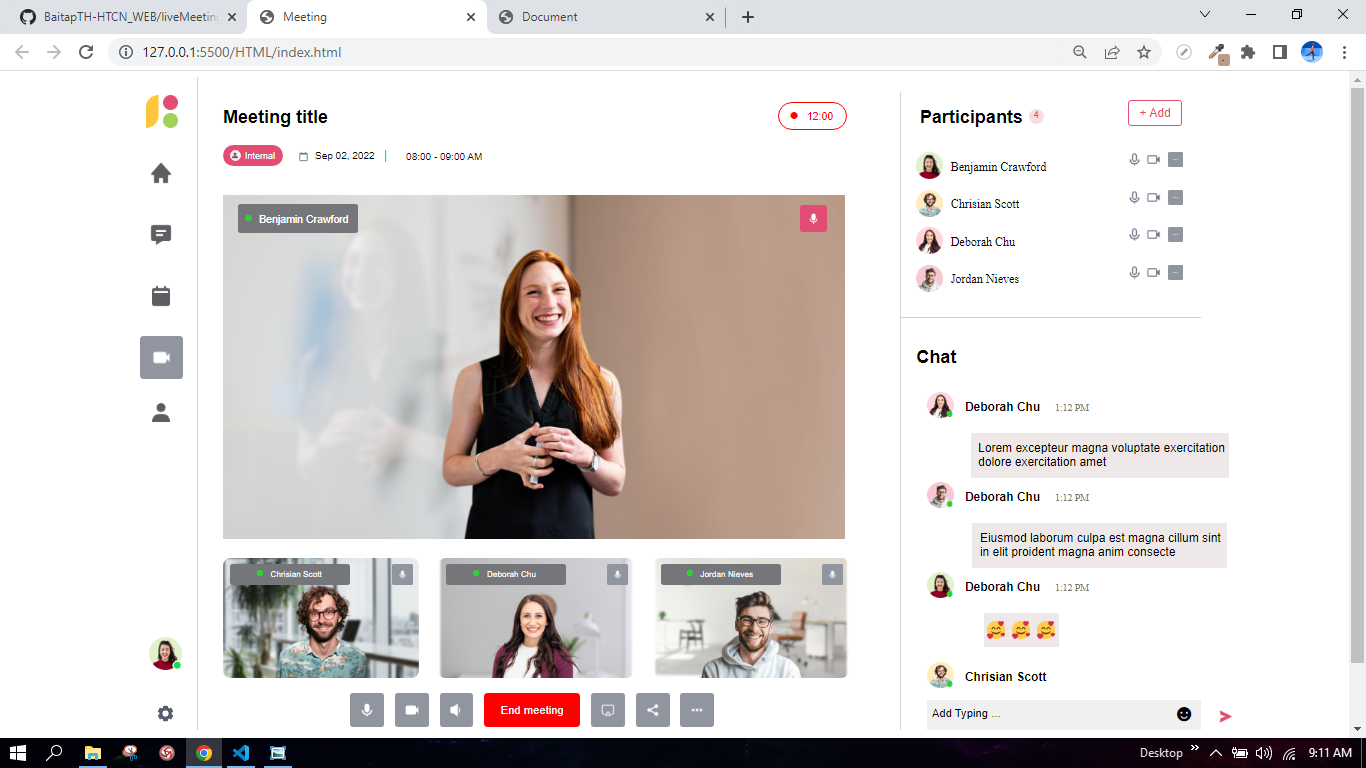 BaitapTH-HTCN_WEB/liveMeeting
Meeting
Document
127.0.0.1:5500/HTML/index.html
Meeting title
12:00
Internal
Sep 02, 2022
08:00 - 09:00 AM
Benjamin Crawford
Chrisian Scott
Deborah Chu
Jordan Nieves
End meeting
Participants 4
+ Add
Benjamin Crawford
Chrisian Scott
Deborah Chu
Jordan Nieves
Chat
Deborah Chu 1:12 PM
Lorem excepteur magna voluptate exercitation
dolore exercitation amet
Deborah Chu 1:12 PM
Eiusmod laborum culpa est magna cillum sint
in elit proident magna anim consecte
Deborah Chu 1:12 PM
🥰 🥰 🥰
Chrisian Scott
Add Typing ...
Desktop
9:11 AM